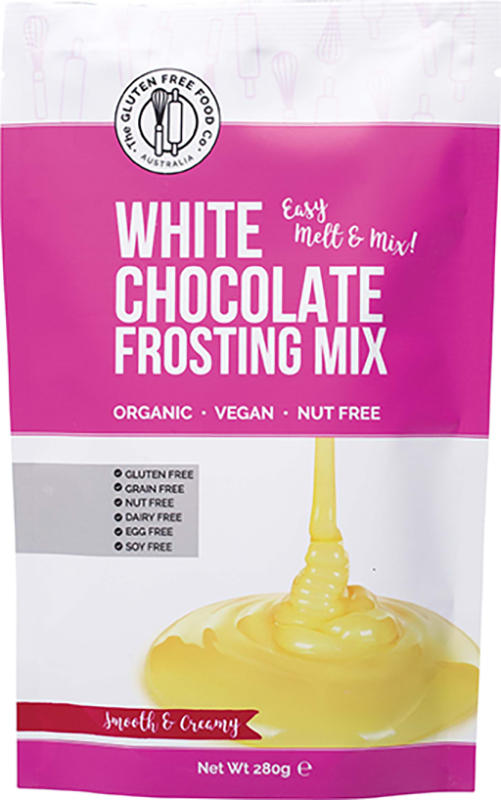 The GLUTEN FREE FOOD Co.
AUSTRALIA
WHITE
Easy
Melt & Mix!
CHOCOLATE
FROSTING MIX
ORGANIC • VEGAN • NUT FREE
GLUTEN FREE
GRAIN FREE
NUT FREE
DAIRY FREE
EGG FREE
SOY FREE
Smooth & Creamy
Net Wt 280g ℮